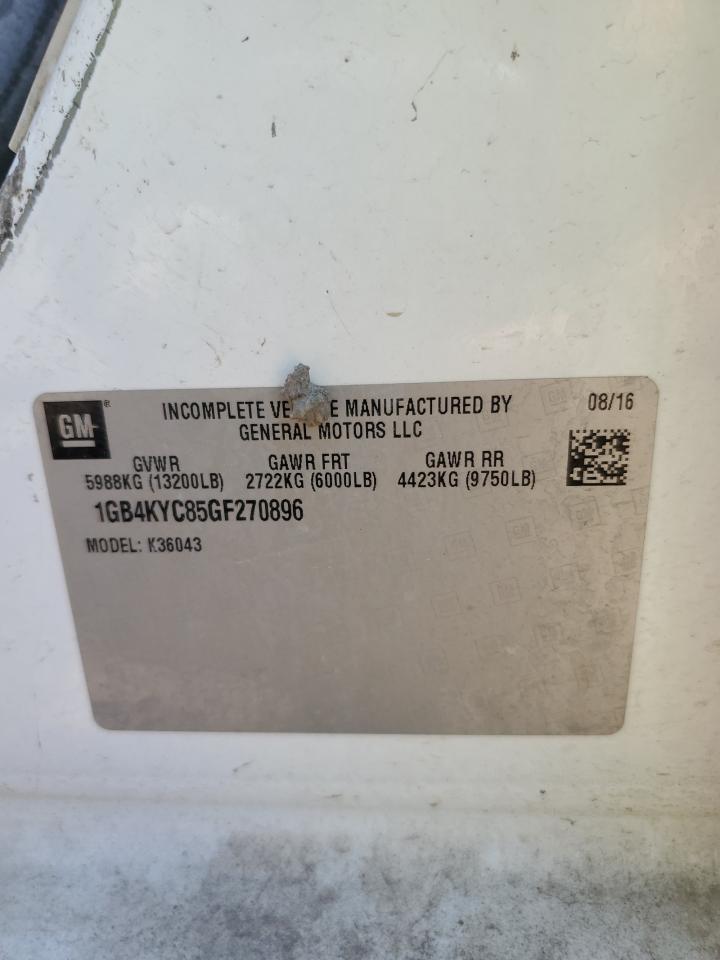 GM®
INCOMPLETE VE E MANUFACTURED BY
GENERAL MOTORS LLC
08/16
GVWR GAWR FRT GAWR RR
5988KG (13200LB) 2722KG (6000LB) 4423KG (9750LB)
1GB4KYC85GF270896
MODEL: K36043